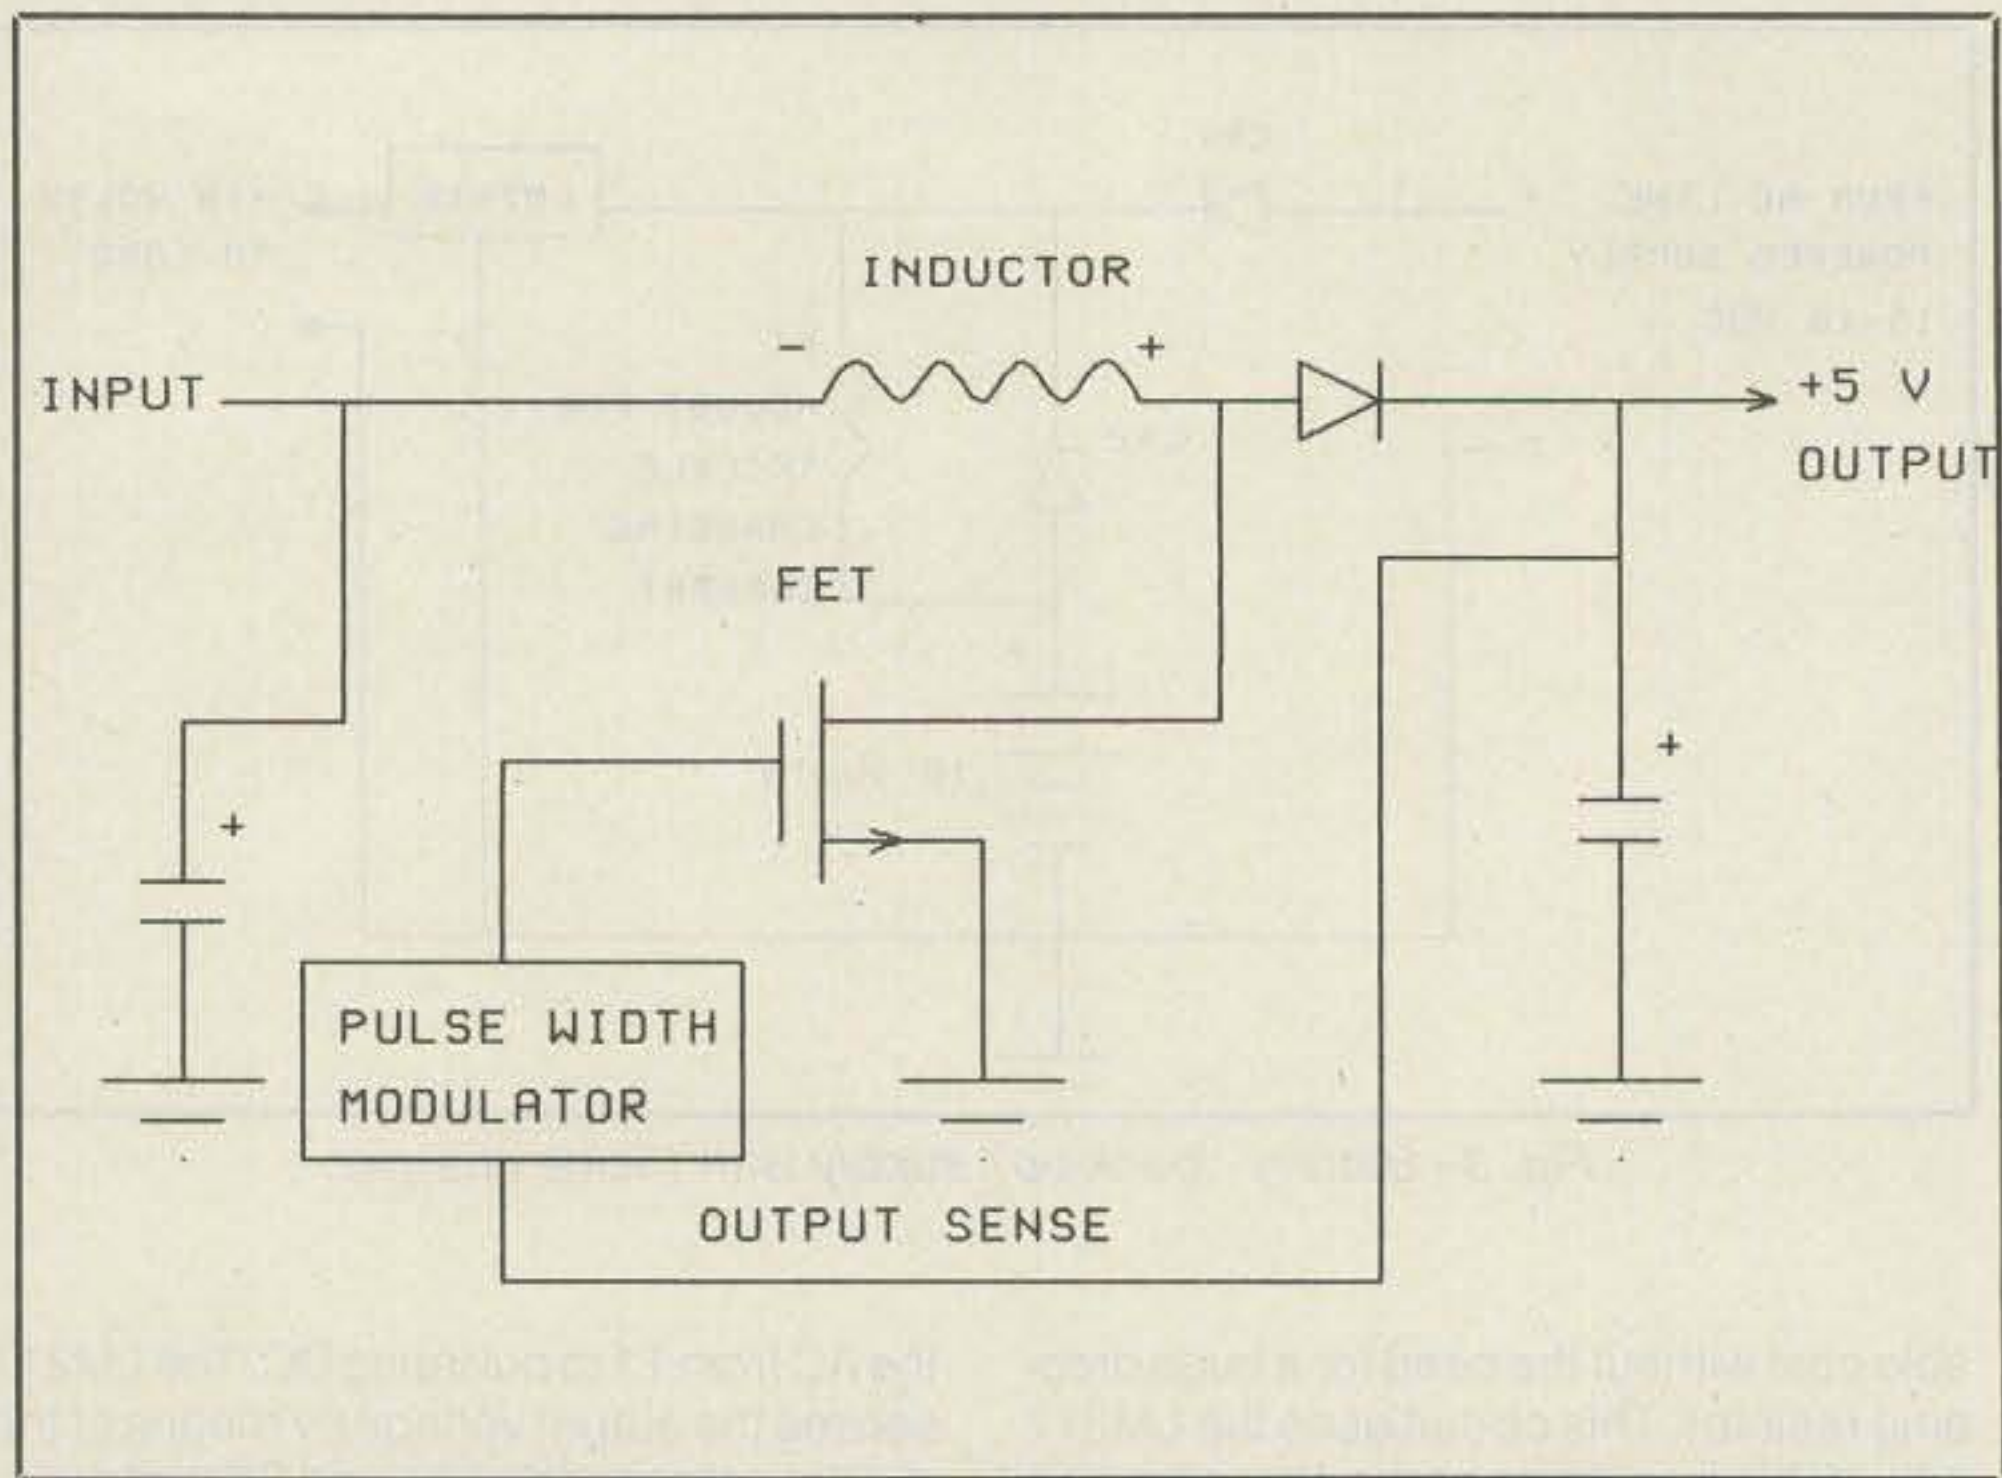 INDUCTOR
- +
INPUT
+5 V
OUTPUT
FET
+
+
PULSE WIDTH
MODULATOR
OUTPUT SENSE